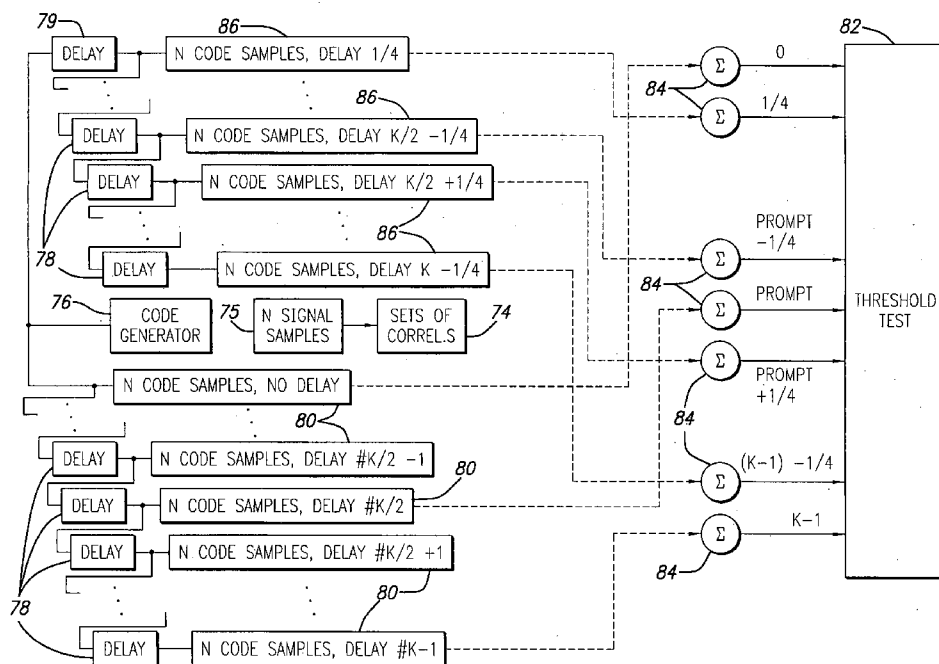 79
DELAY
86
N CODE SAMPLES, DELAY 1/4
82
84
Σ
0
Σ
1/4
DELAY
86
N CODE SAMPLES, DELAY K/2 -1/4
DELAY
N CODE SAMPLES, DELAY K/2 +1/4
86
78
DELAY
N CODE SAMPLES, DELAY K -1/4
84
Σ
PROMPT
-1/4
Σ
PROMPT
THRESHOLD
TEST
76
CODE
GENERATOR
75
N SIGNAL
SAMPLES
SETS OF
CORREL.S
74
Σ
PROMPT
+1/4
84
N CODE SAMPLES, NO DELAY
80
DELAY
N CODE SAMPLES, DELAY #K/2 -1
Σ
(K-1) -1/4
DELAY
N CODE SAMPLES, DELAY #K/2
80
Σ
K-1
84
DELAY
N CODE SAMPLES, DELAY #K/2 +1
80
78
DELAY
N CODE SAMPLES, DELAY #K-1